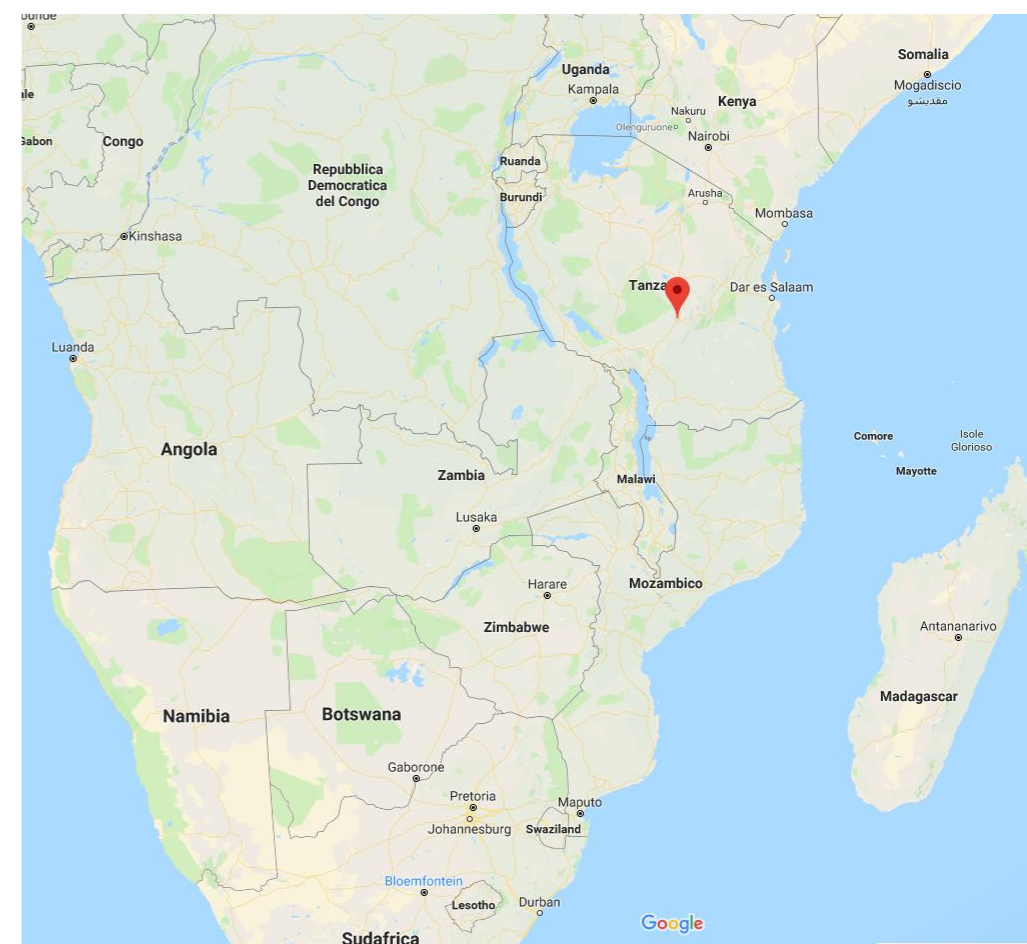 Somalia
Uganda
Mogadiscio
مقديشو
Kampala
Kenya
Nakuru
Olenguruone
Congo
Nairobi
Ruanda
Repubblica
Democratica
del Congo
Burundi
Arusha
Mombasa
Kinshasa
Tanza
Dar es Salaam
Luanda
Comore
Isole
Glorioso
Angola
Mayotte
Zambia
Malawi
Lusaka
Harare
Mozambico
Zimbabwe
Antananarivo
Madagascar
Namibia
Botswana
Gaborone
Pretoria
Maputo
Johannesburg
Swaziland
Bloemfontein
Lesotho
Durban
Google
Sudafrica